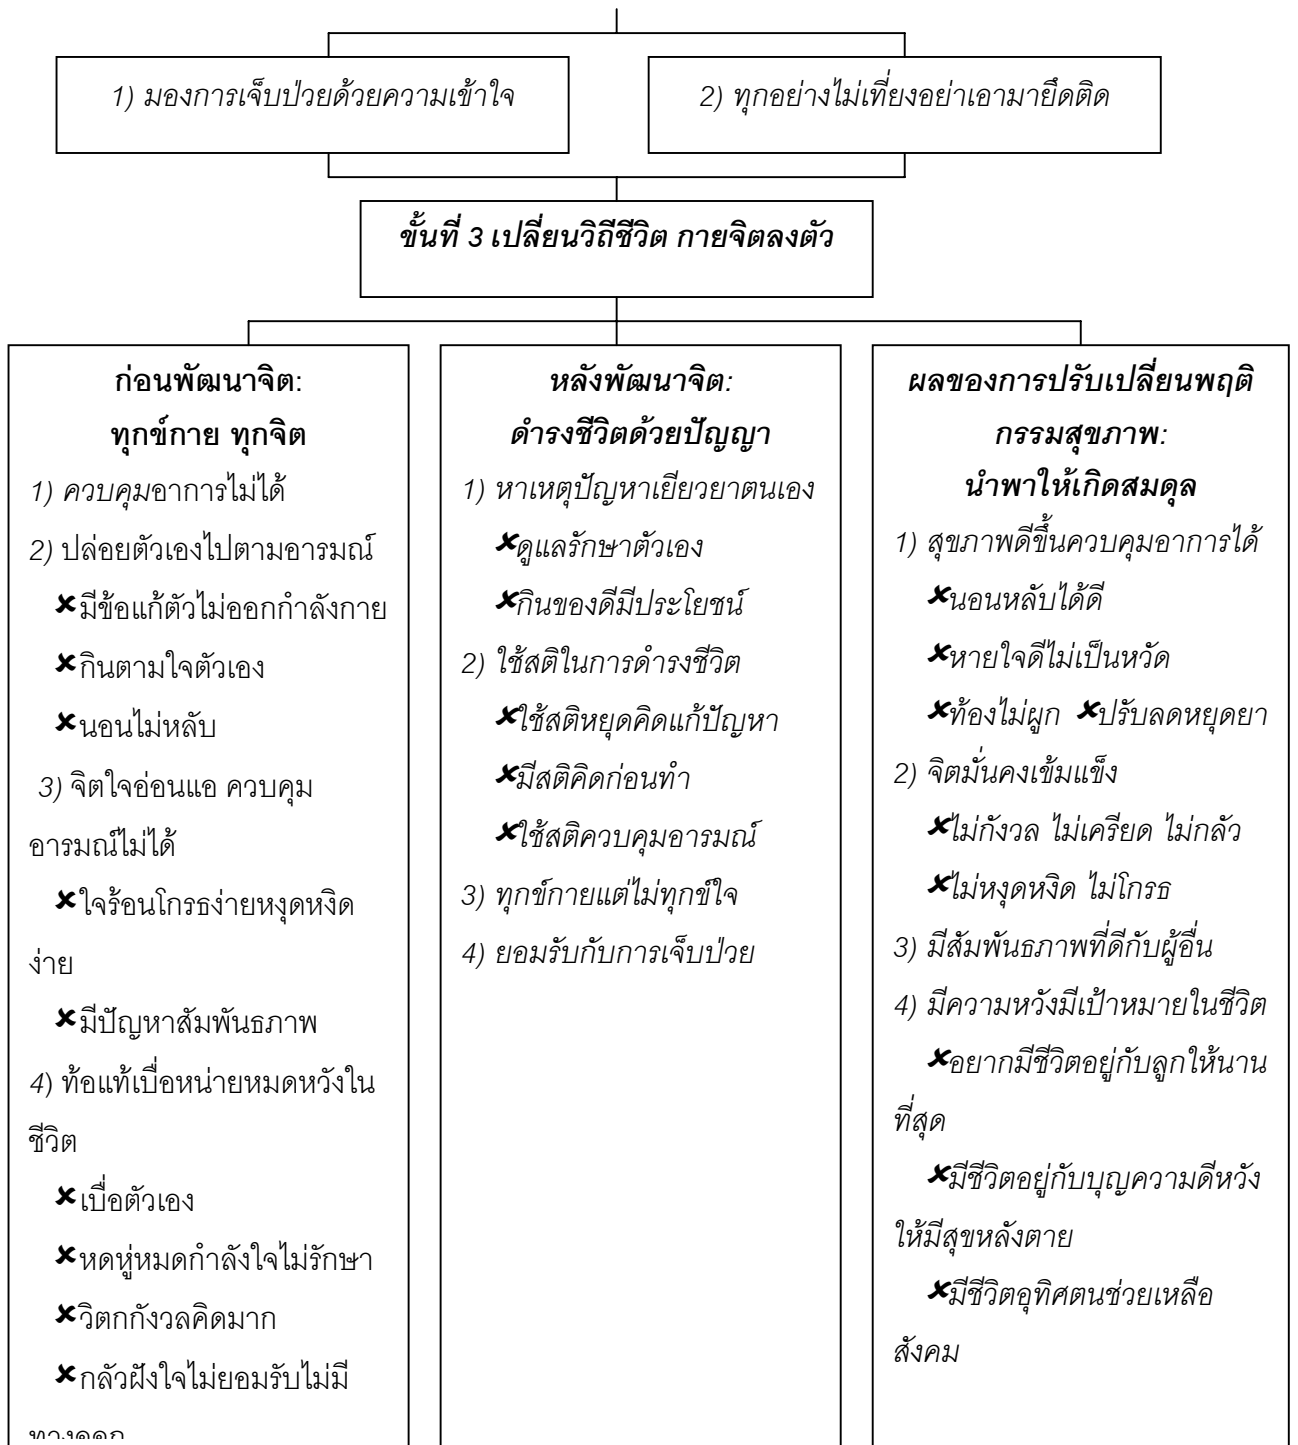 1) มองการเจ็บป่วยด้วยความเข้าใจ
2) ทุกอย่างไม่เที่ยงอย่าเอามายึดติด
ขั้นที่ 3 เปลี่ยนวิถีชีวิต กายจิตลงตัว
ก่อนพัฒนาจิต:
ทุกข์กาย ทุกจิต
1) ควบคุมอาการไม่ได้
2) ปล่อยตัวเองไปตามอารมณ์
✘มีข้อแก้ตัวไม่ออกกำลังกาย
✘กินตามใจตัวเอง
✘นอนไม่หลับ
3) จิตใจอ่อนแอ ควบคุม
อารมณ์ไม่ได้
✘ใจร้อนโกรธง่ายหงุดหงิด
ง่าย
✘มีปัญหาสัมพันธภาพ
4) ท้อแท้เบื่อหน่ายหมดหวังใน
ชีวิต
✘เบื่อตัวเอง
✘หดหู่หมดกำลังใจไม่รักษา
✘วิตกกังวลคิดมาก
✘กลัวฝังใจไม่ยอมรับไม่มี
ทางออก
หลังพัฒนาจิต:
ดำรงชีวิตด้วยปัญญา
1) หาเหตุปัญหาเยียวยาตนเอง
✘ดูแลรักษาตัวเอง
✘กินของดีมีประโยชน์
2) ใช้สติในการดำรงชีวิต
✘ใช้สติหยุดคิดแก้ปัญหา
✘มีสติคิดก่อนทำ
✘ใช้สติควบคุมอารมณ์
3) ทุกข์กายแต่ไม่ทุกข์ใจ
4) ยอมรับกับการเจ็บป่วย
ผลของการปรับเปลี่ยนพฤติ
กรรมสุขภาพ:
นำพาให้เกิดสมดุล
1) สุขภาพดีขึ้นควบคุมอาการได้
✘นอนหลับได้ดี
✘หายใจดีไม่เป็นหวัด
✘ท้องไม่ผูก ✘ปรับลดหยุดยา
2) จิตมั่นคงเข้มแข็ง
✘ไม่กังวล ไม่เครียด ไม่กลัว
✘ไม่หงุดหงิด ไม่โกรธ
3) มีสัมพันธภาพที่ดีกับผู้อื่น
4) มีความหวังมีเป้าหมายในชีวิต
✘อยากมีชีวิตอยู่กับลูกให้นาน
ที่สุด
✘มีชีวิตอยู่กับบุญความดีหวัง
ให้มีสุขหลังตาย
✘มีชีวิตอุทิศตนช่วยเหลือ
สังคม